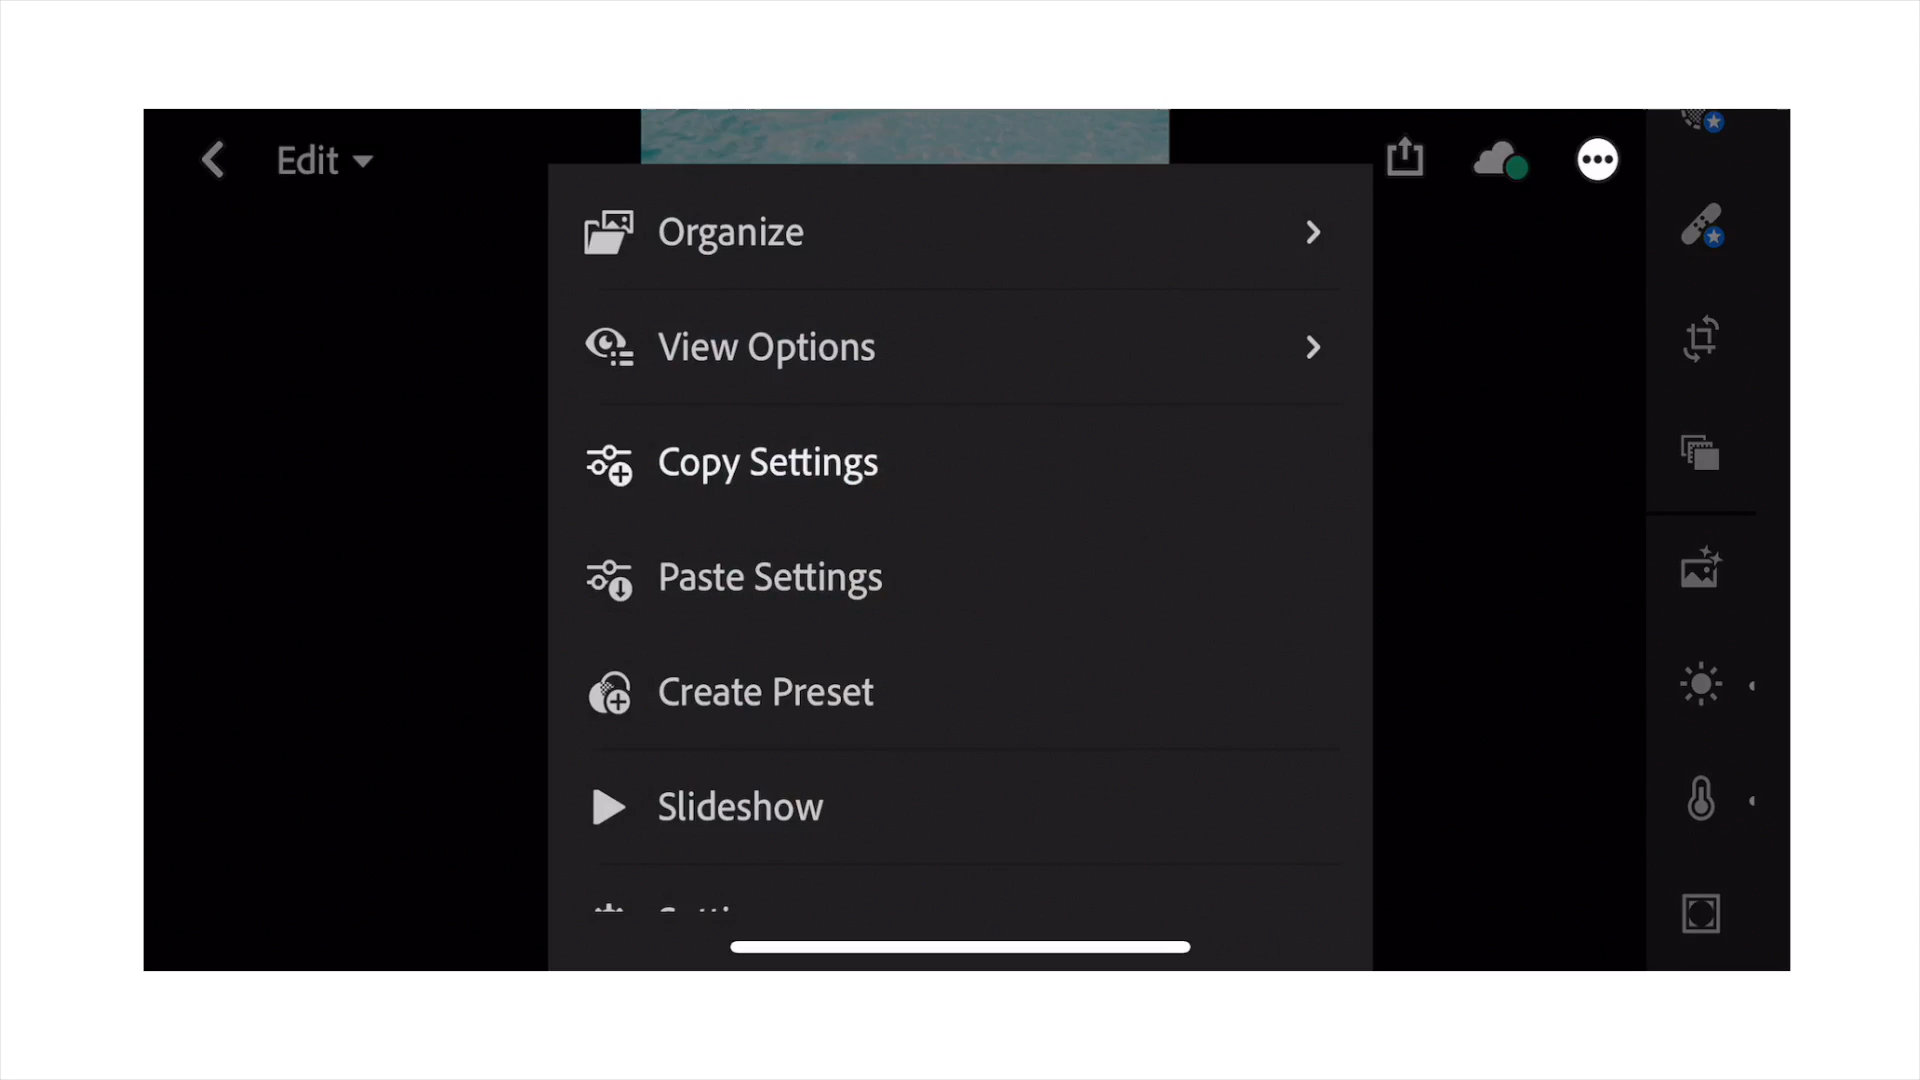 Edit
Organize
View Options
Copy Settings
Paste Settings
Create Preset
Slideshow